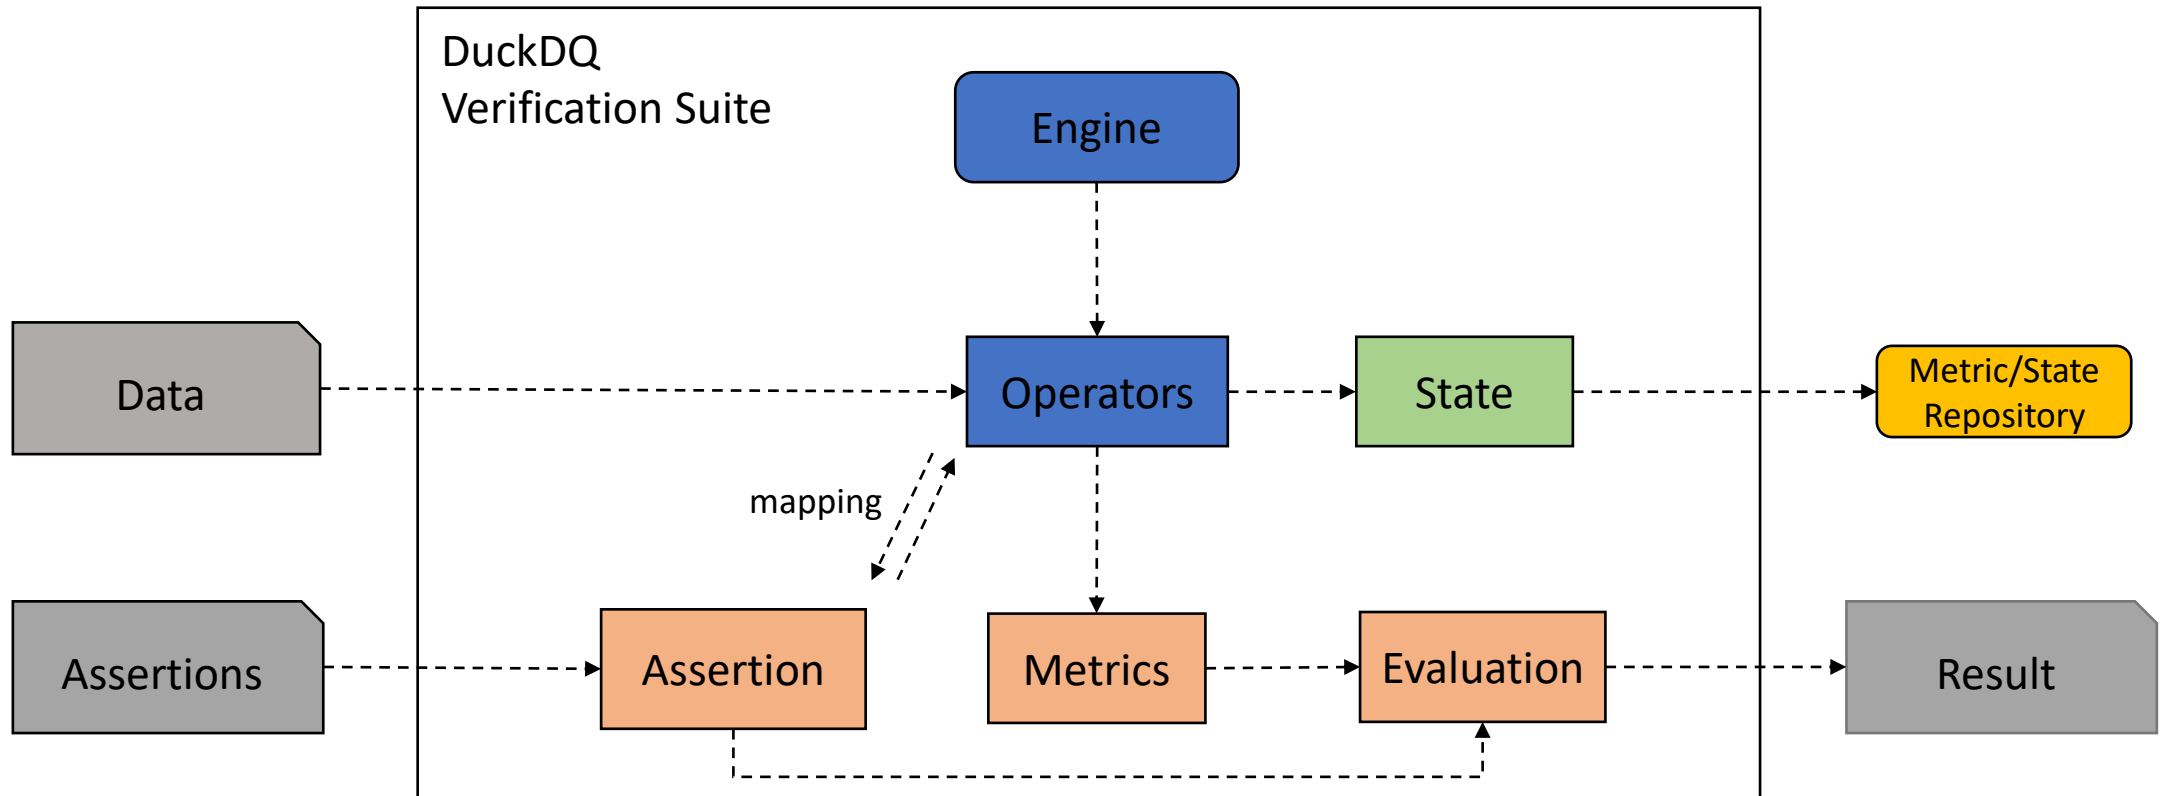 DuckDQ
Verification Suite
Engine
Data
Operators
State
Metric/State
Repository
mapping
Assertions
Assertion
Metrics
Evaluation
Result